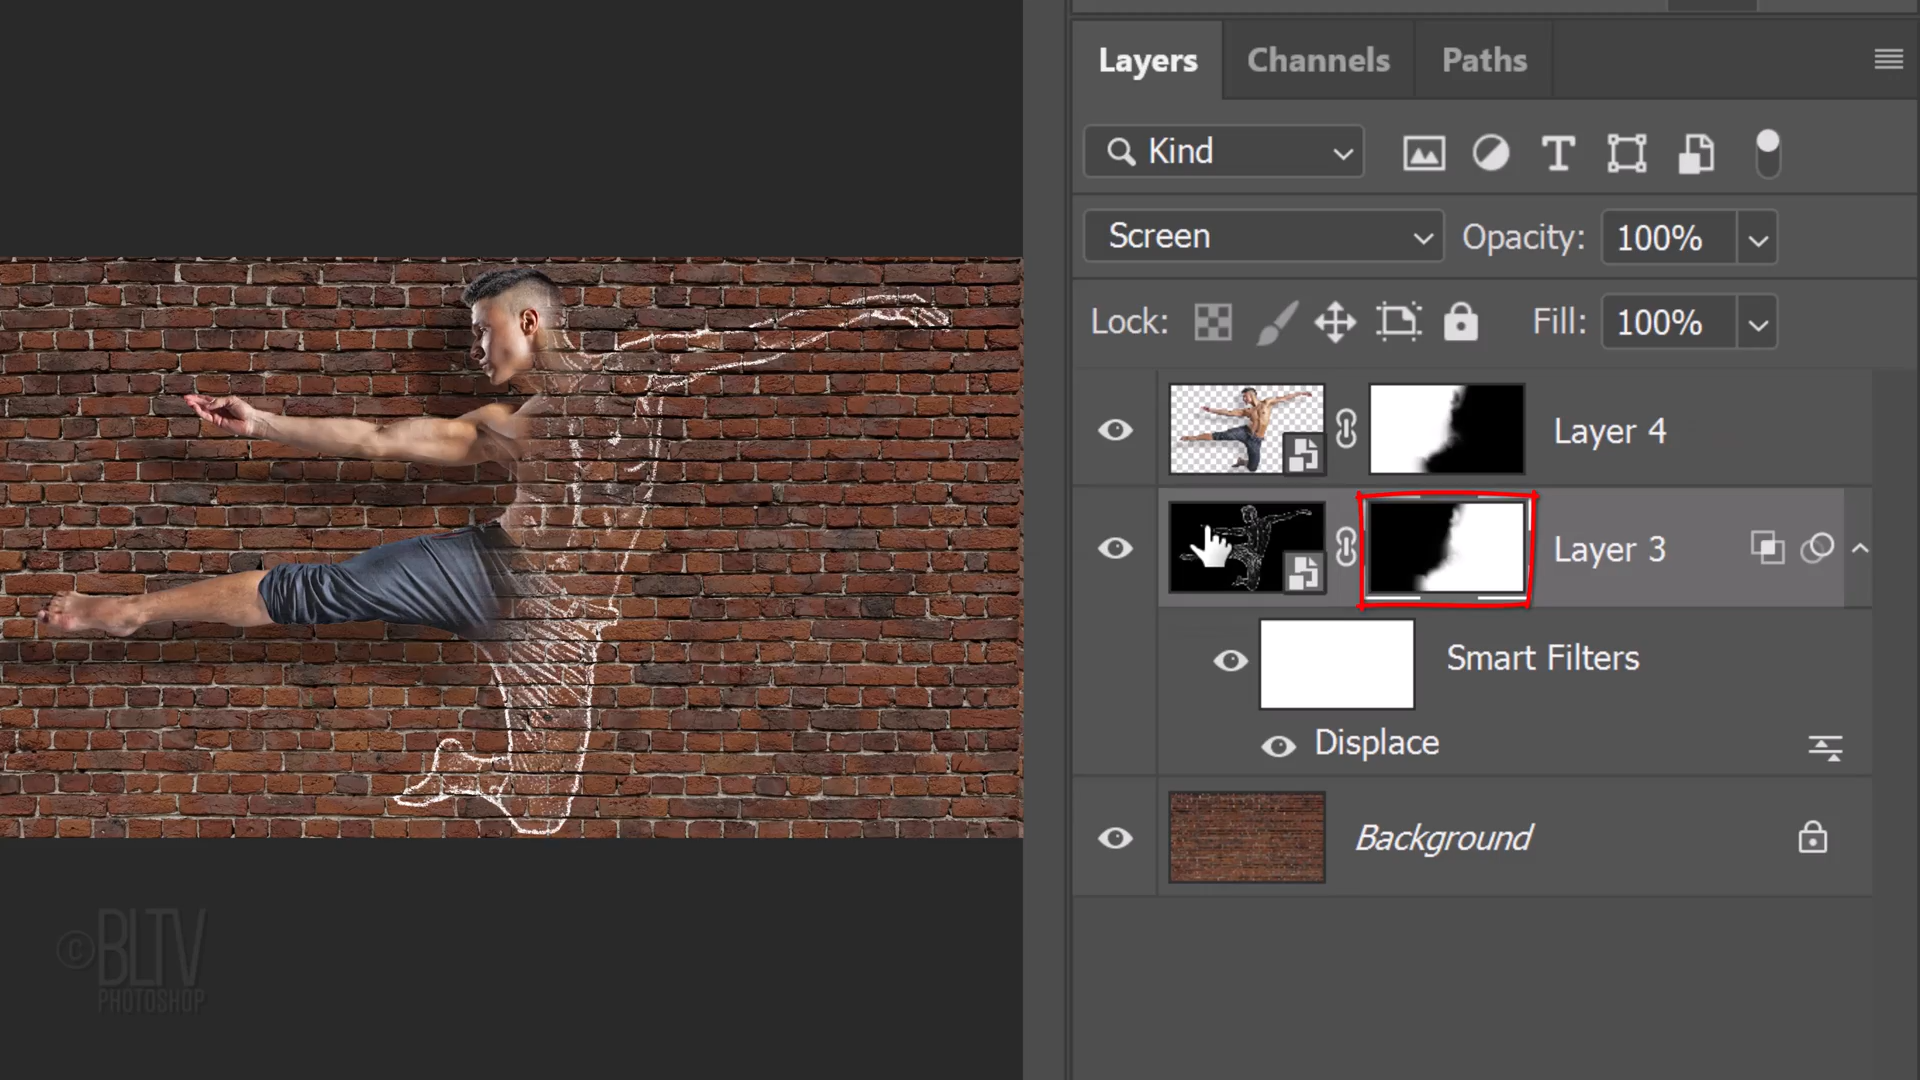 Layers Channels Paths
Kind
Screen Opacity: 100%
Lock: Fill: 100%
Layer 4
Layer 3
Smart Filters
Displace
Background
© BLTV
PHOTOSHOP